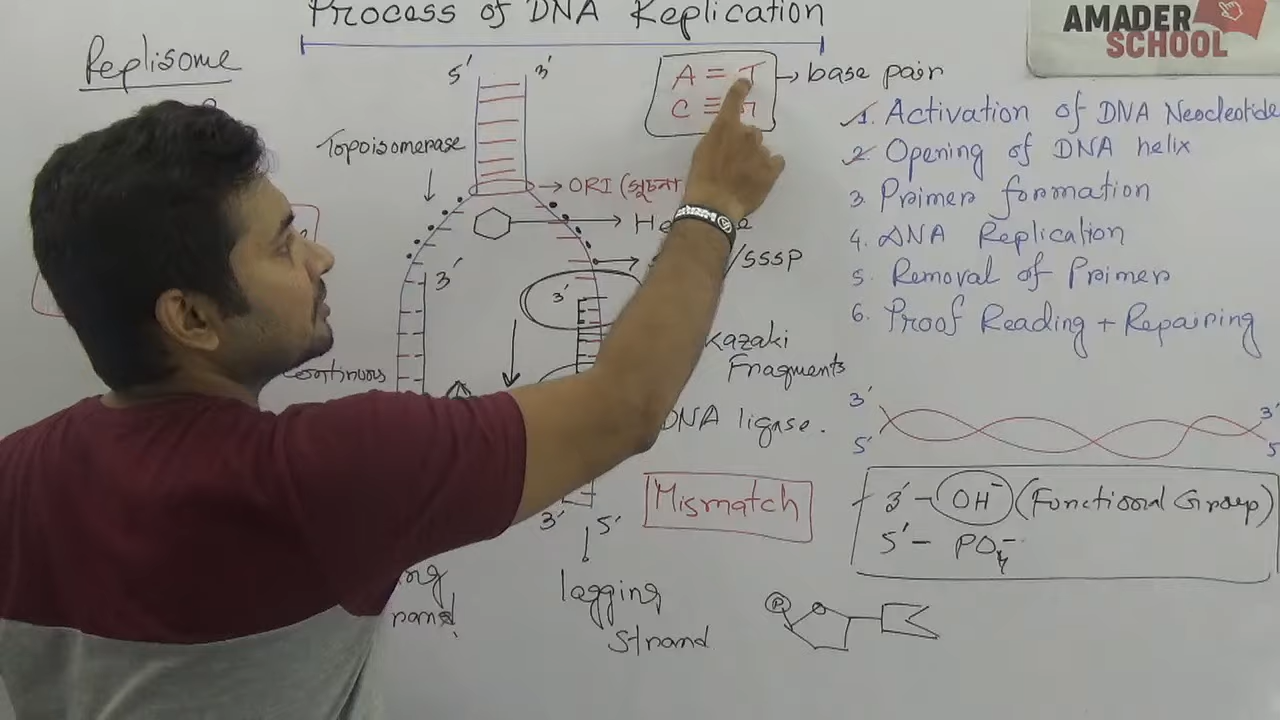 Process of DNA Replication
AMADER
SCHOOL
Replisome
5' 3'
A = T → base pair
C ≡
1. Activation of DNA Neocleotide
2. Opening of DNA helix
3. Primer formation
4. DNA Replication
5. Removal of Primer
6. Proof Reading + Repairing
Topoisomerase
→ ORI (সূচনা
/SSSP
3'
3'
Fragments
Continuous
DNA ligase.
3' 3'
5' 5'
Mismatch
3' - OH⁻ (Functional Group)
5' - PO₄⁻
3' 5'
lagging
strand
P